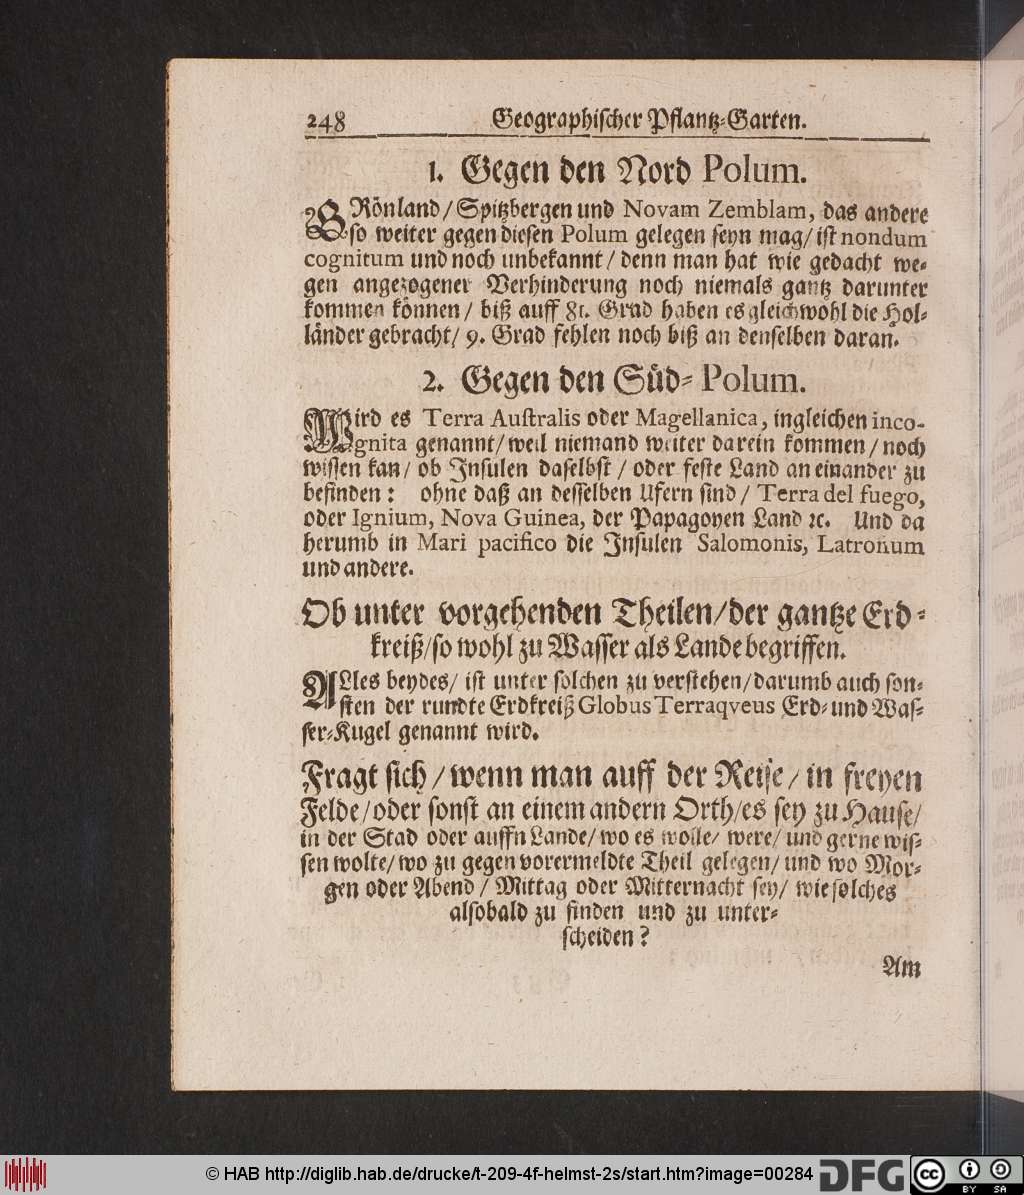 248 Geographischer Pflantz-Garten.
1. Gegen den Nord Polum.
GRönland / Spitzbergen und Novam Zemblam, das andere
so weiter gegen diesen Polum gelegen seyn mag / ist nondum
cognitum und noch unbekannt / denn man hat wie gedacht we-
gen angezogener Verhinderung noch niemals gantz darunter
kommen können / biß auff 81. Grad haben es gleichwohl die Hol-
länder gebracht / 9. Grad fehlen noch biß an denselben daran.
2. Gegen den Süd- Polum.
WIrd es Terra Australis oder Magellanica, ingleichen inco-
gnita genannt / weil niemand weiter darein kommen / noch
wissen kan / ob Insulen daselbst / oder feste Land an einander zu
befinden: ohne daß an desselben Ufern sind / Terra del fuego,
oder Ignium, Nova Guinea, der Papagoyen Land ꝛc. Und da
herumb in Mari pacifico die Insulen Salomonis, Latronum
und andere.
Ob unter vorgehenden Theilen / der gantze Erd-
kreiß / so wohl zu Wasser als Lande begriffen.
ALles beydes / ist unter solchen zu verstehen / darumb auch son-
sten der rundte Erdkreiß Globus Terraqveus Erd- und Was-
ser-Kugel genannt wird.
Fragt sich / wenn man auff der Reise / in freyen
Felde / oder sonst an einem andern Orth / es sey zu Hause /
in der Stad oder auffn Lande / wo es wolle / were / und gerne wis-
sen wolte / wo zu gegen vorermeldte Theil gelegen / und wo Mor-
gen oder Abend / Mittag oder Mitternacht sey / wie solches
alsobald zu finden und zu unter-
scheiden?
Am
© HAB http://diglib.hab.de/drucke/t-209-4f-helmst-2s/start.htm?image=00284 DFG cc BY SA